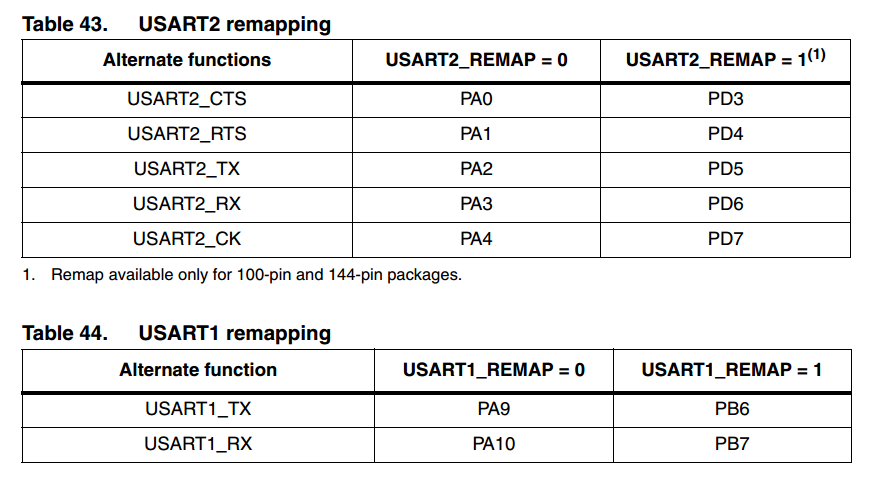 Table 43. USART2 remapping
Alternate functions USART2_REMAP = 0 USART2_REMAP = 1(1)
USART2_CTS PA0 PD3
USART2_RTS PA1 PD4
USART2_TX PA2 PD5
USART2_RX PA3 PD6
USART2_CK PA4 PD7
1. Remap available only for 100-pin and 144-pin packages.
Table 44. USART1 remapping
Alternate function USART1_REMAP = 0 USART1_REMAP = 1
USART1_TX PA9 PB6
USART1_RX PA10 PB7